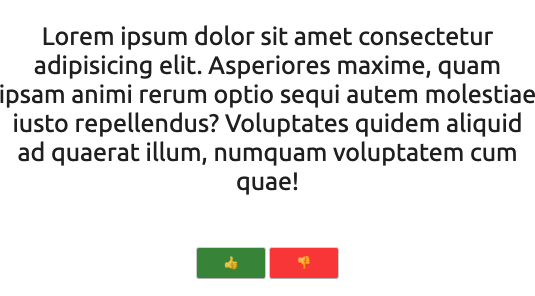 Lorem ipsum dolor sit amet consectetur
adipisicing elit. Asperiores maxime, quam
ipsam animi rerum optio sequi autem molestiae
iusto repellendus? Voluptates quidem aliquid
ad quaerat illum, numquam voluptatem cum
quae!
👍 👎